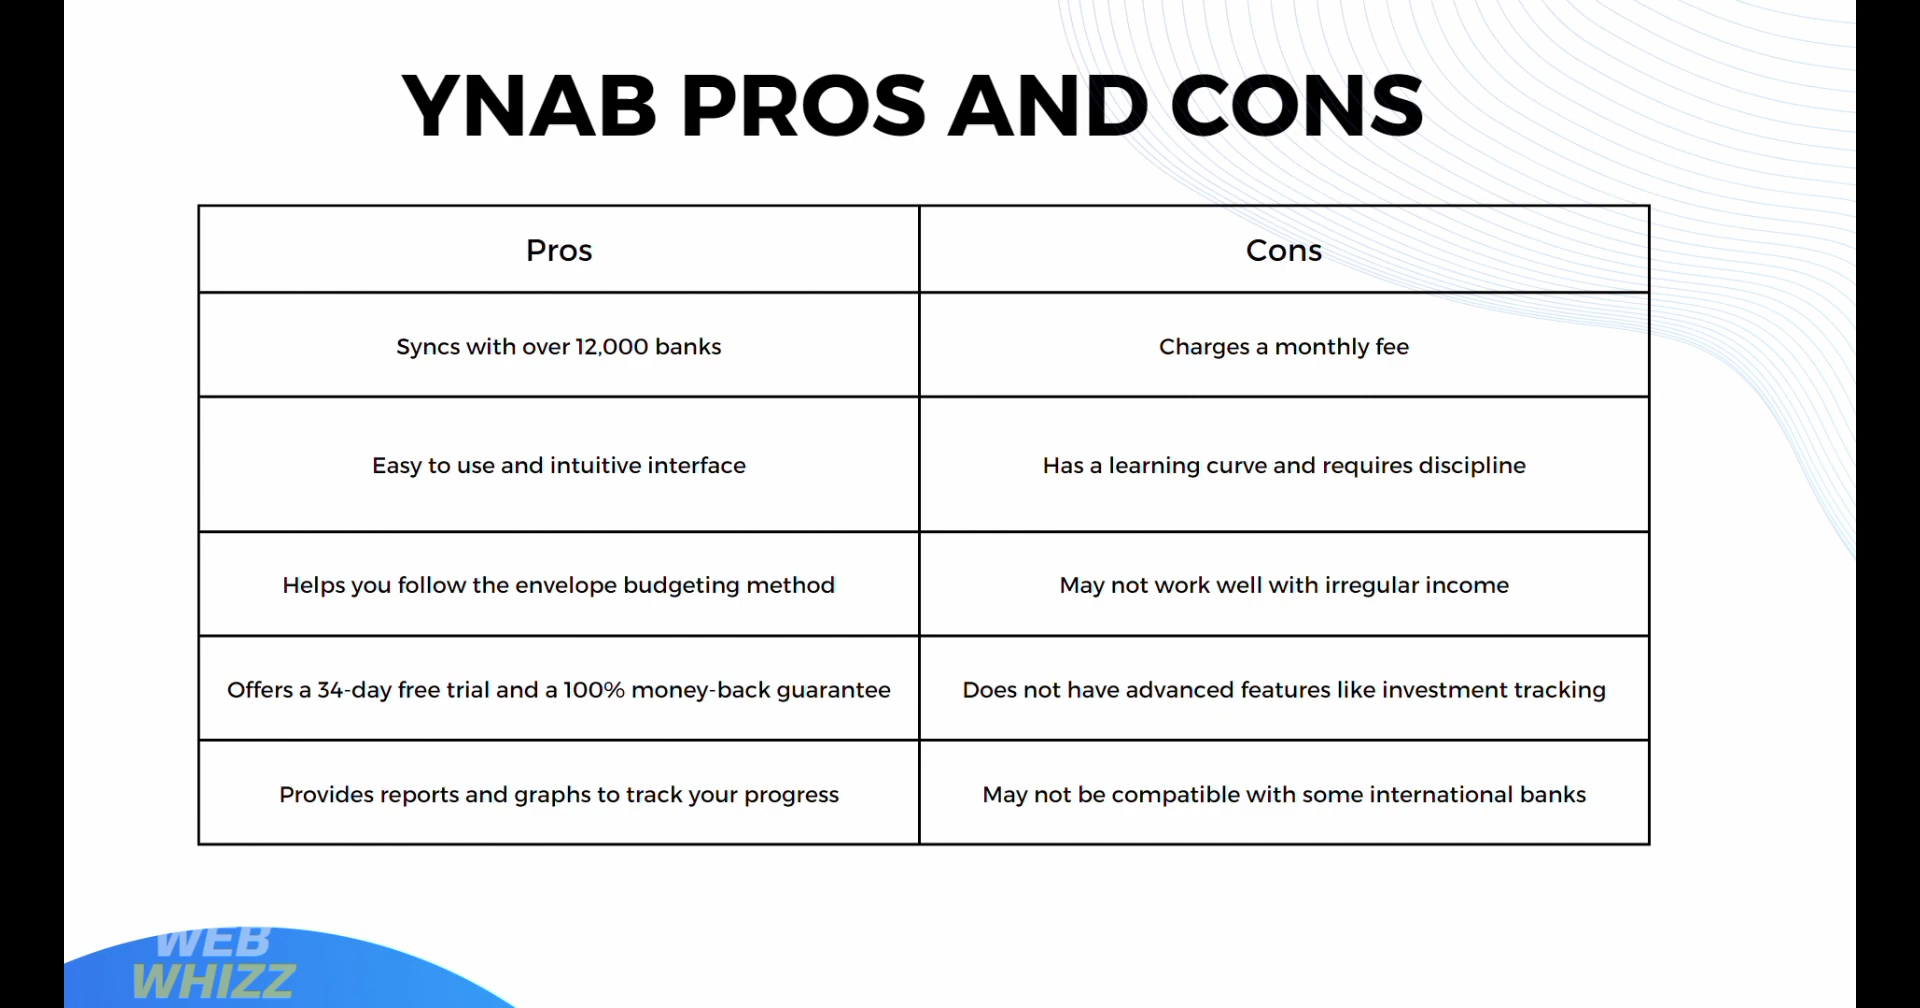 YNAB PROS AND CONS
Pros
Cons
Syncs with over 12,000 banks
Charges a monthly fee
Easy to use and intuitive interface
Has a learning curve and requires discipline
Helps you follow the envelope budgeting method
May not work well with irregular income
Offers a 34-day free trial and a 100% money-back guarantee
Does not have advanced features like investment tracking
Provides reports and graphs to track your progress
May not be compatible with some international banks
WEB
WHIZZ